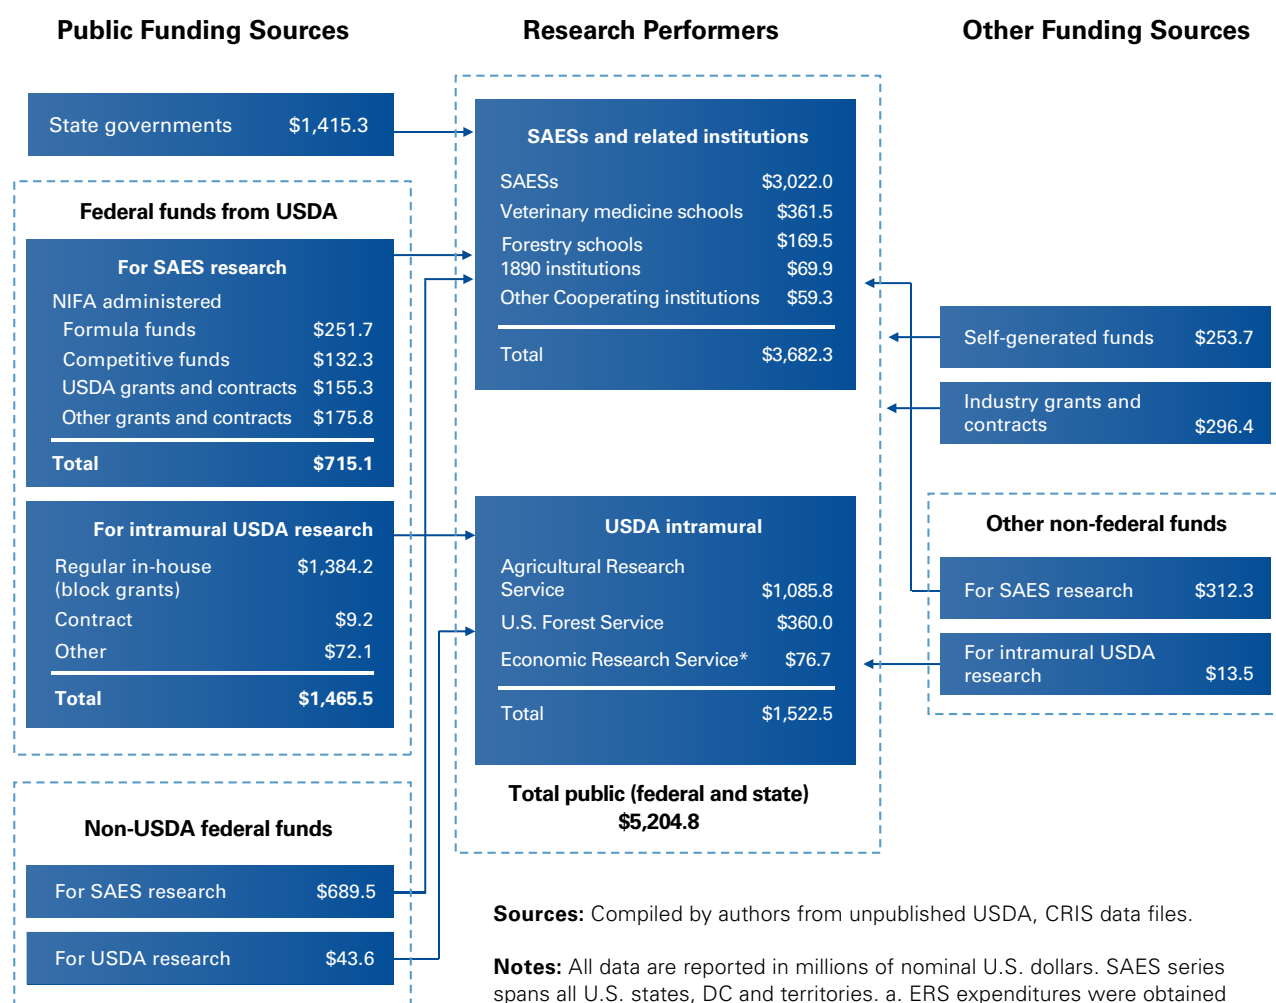 Public Funding Sources
State governments $1,415.3
Federal funds from USDA
For SAES research
NIFA administered
Formula funds $251.7
Competitive funds $132.3
USDA grants and contracts $155.3
Other grants and contracts $175.8
Total $715.1
For intramural USDA research
Regular in-house $1,384.2
(block grants)
Contract $9.2
Other $72.1
Total $1,465.5
Non-USDA federal funds
For SAES research $689.5
For USDA research $43.6
Research Performers
SAESs and related institutions
SAESs $3,022.0
Veterinary medicine schools $361.5
Forestry schools $169.5
1890 institutions $69.9
Other Cooperating institutions $59.3
Total $3,682.3
USDA intramural
Agricultural Research
Service $1,085.8
U.S. Forest Service $360.0
Economic Research Service* $76.7
Total $1,522.5
Total public (federal and state)
$5,204.8
Other Funding Sources
Self-generated funds $253.7
Industry grants and
contracts $296.4
Other non-federal funds
For SAES research $312.3
For intramural USDA
research $13.5
Sources: Compiled by authors from unpublished USDA, CRIS data files.
Notes: All data are reported in millions of nominal U.S. dollars. SAES series
spans all U.S. states, DC and territories. a. ERS expenditures were obtained